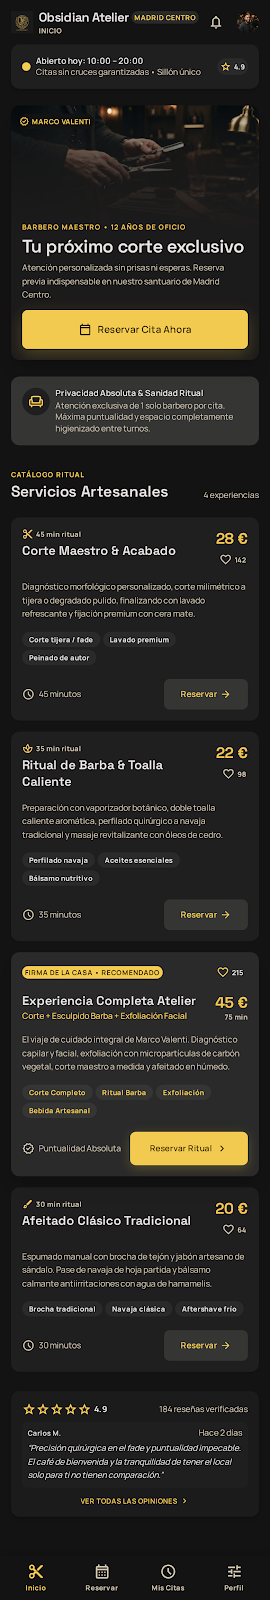 Obsidian Atelier MADRID CENTRO
INICIO
Abierto hoy: 10:00 – 20:00
Citas sin cruces garantizadas • Sillón único
4.9
MARCO VALENTI
BARBERO MAESTRO • 12 AÑOS DE OFICIO
Tu próximo corte exclusivo
Atención personalizada sin prisas ni esperas. Reserva
previa indispensable en nuestro santuario de Madrid
Centro.
Reservar Cita Ahora
Privacidad Absoluta & Sanidad Ritual
Atención exclusiva de 1 solo barbero por cita.
Máxima puntualidad y espacio completamente
higienizado entre turnos.
CATÁLOGO RITUAL
Servicios Artesanales
4 experiencias
45 min ritual
28 €
Corte Maestro & Acabado
142
Diagnóstico morfológico personalizado, corte milimétrico a
tijera o degradado pulido, finalizando con lavado
refrescante y fijación premium con cera mate.
Corte tijera / fade
Lavado premium
Peinado de autor
45 minutos
Reservar →
35 min ritual
22 €
Ritual de Barba & Toalla
Caliente
98
Preparación con vaporizador botánico, doble toalla
caliente aromática, perfilado quirúrgico a navaja
tradicional y masaje revitalizante con óleos de cedro.
Perfilado navaja
Aceites esenciales
Bálsamo nutritivo
35 minutos
Reservar →
FIRMA DE LA CASA • RECOMENDADO
215
Experiencia Completa Atelier
45 €
Corte + Esculpido Barba + Exfoliación Facial
75 min
El viaje de cuidado integral de Marco Valenti. Diagnóstico
capilar y facial, exfoliación con micropartículas de carbón
vegetal, corte maestro a medida y afeitado en húmedo.
Corte Completo
Ritual Barba
Exfoliación
Bebida Artesanal
Puntualidad Absoluta
Reservar Ritual >
30 min ritual
20 €
Afeitado Clásico Tradicional
64
Espumado manual con brocha de tejón y jabón artesano de
sándalo. Pase de navaja de hoja partida y bálsamo
calmante antiirritaciones con agua de hamamelis.
Brocha tradicional
Navaja clásica
Aftershave frío
30 minutos
Reservar →
4.9
184 reseñas verificadas
Carlos M.
Hace 2 días
"Precisión quirúrgica en el fade y puntualidad impecable.
El café de bienvenida y la tranquilidad de tener el local
solo para ti no tienen comparación."
VER TODAS LAS OPINIONES >
Inicio
Reservar
Mis Citas
Perfil